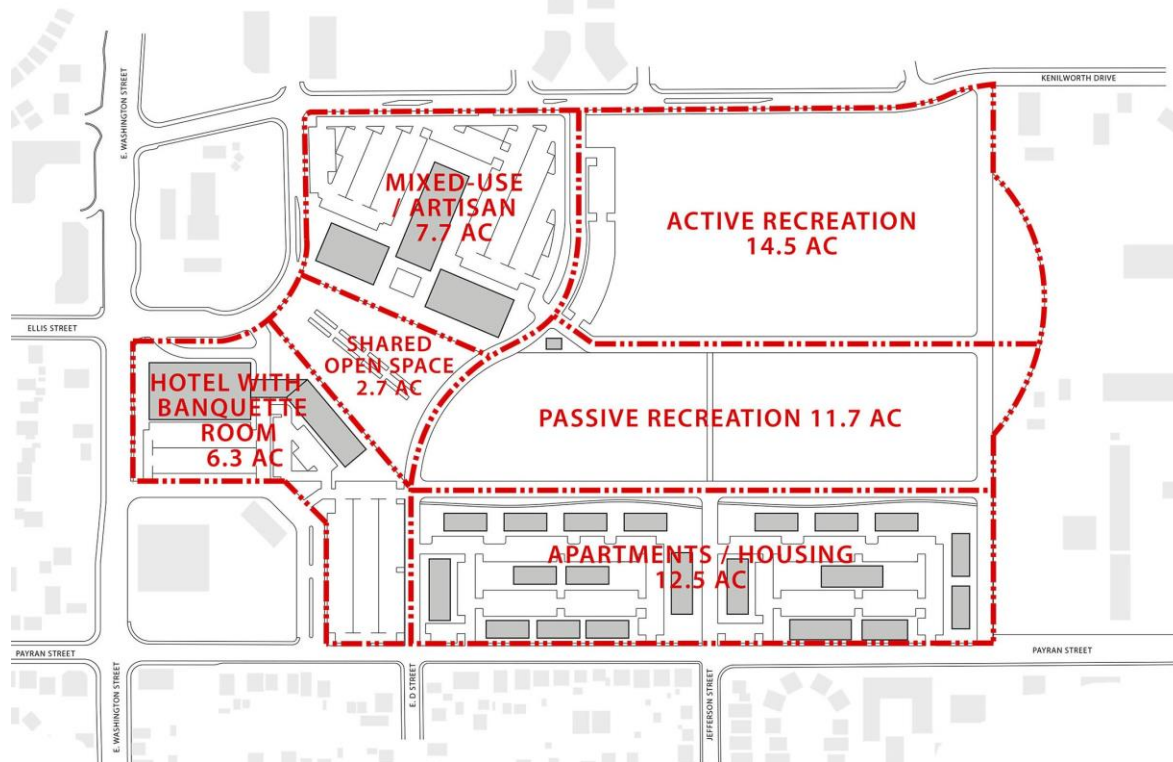 KENILWORTH DRIVE
E. WASHINGTON STREET
MIXED-USE
/ ARTISAN
7.7 AC
ACTIVE RECREATION
14.5 AC
ELLIS STREET
SHARED
OPEN SPACE
2.7 AC
HOTEL WITH
BANQUETTE
ROOM
6.3 AC
PASSIVE RECREATION 11.7 AC
APARTMENTS / HOUSING
12.5 AC
PAYRAN STREET
PAYRAN STREET
E. WASHINGTON STREET
E. D STREET
JEFFERSON STREET